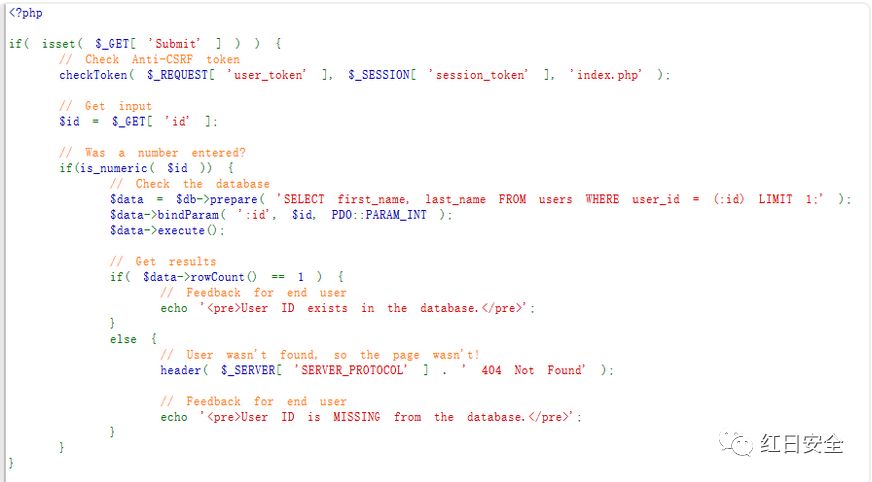 <?php
if( isset( $_GET[ 'Submit' ] ) ) {
// Check Anti-CSRF token
checkToken( $_REQUEST[ 'user_token' ], $_SESSION[ 'session_token' ], 'index.php' );
// Get input
$id = $_GET[ 'id' ];
// Was a number entered?
if(is_numeric( $id )) {
// Check the database
$data = $db->prepare( 'SELECT first_name, last_name FROM users WHERE user_id = (:id) LIMIT 1;' );
$data->bindParam( ':id', $id, PDO::PARAM_INT );
$data->execute();
// Get results
if( $data->rowCount() == 1 ) {
// Feedback for end user
echo '<pre>User ID exists in the database.</pre>';
}
else {
// User wasn't found, so the page wasn't!
header( $_SERVER[ 'SERVER_PROTOCOL' ] . ' 404 Not Found' );
// Feedback for end user
echo '<pre>User ID is MISSING from the database.</pre>';
}
}
}
红日安全